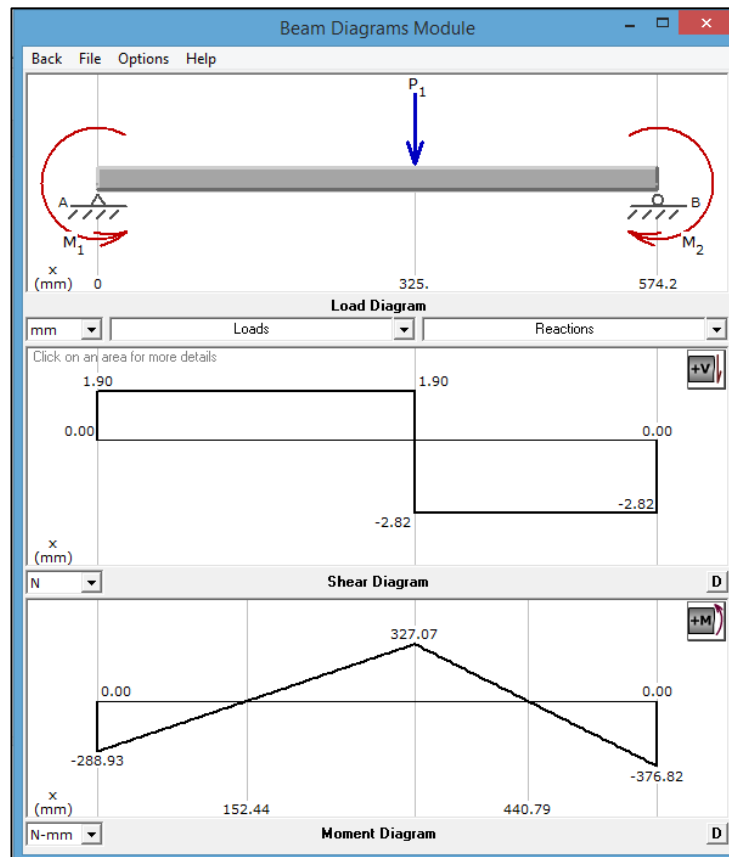 Beam Diagrams Module
Back File Options Help
P1
A B
M1 M2
x
(mm) 0 325. 574.2
Load Diagram
mm Loads Reactions
Click on an area for more details
+V
1.90 1.90
0.00 0.00
-2.82 -2.82
x
(mm)
N Shear Diagram D
+M
327.07
0.00 0.00
-288.93 -376.82
x
(mm) 152.44 440.79
N-mm Moment Diagram D